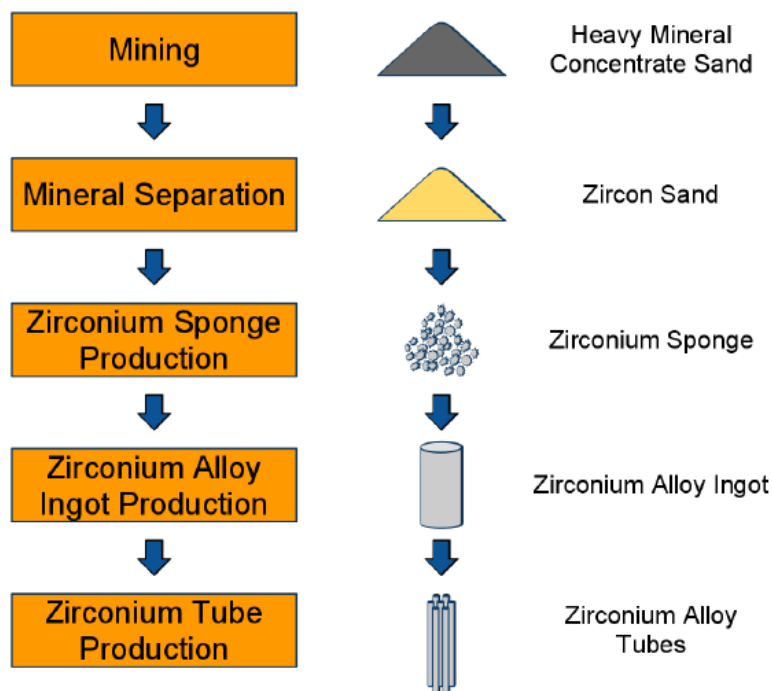 Mining
Heavy Mineral
Concentrate Sand
Mineral Separation
Zircon Sand
Zirconium Sponge
Production
Zirconium Sponge
Zirconium Alloy
Ingot Production
Zirconium Alloy Ingot
Zirconium Tube
Production
Zirconium Alloy
Tubes